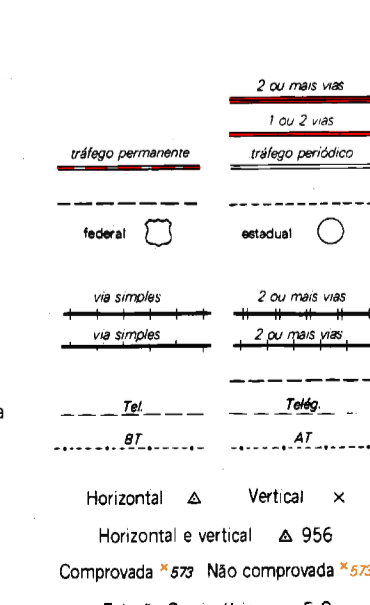 2 ou mais vias
1 ou 2 vias
tráfego permanente tráfego periódico
federal estadual
via simples 2 ou mais vias
via simples 2 ou mais vias
Tel. Telég.
a
BT AT
Horizontal Vertical
Horizontal e vertical 956
Comprovada 573 Não comprovada 573